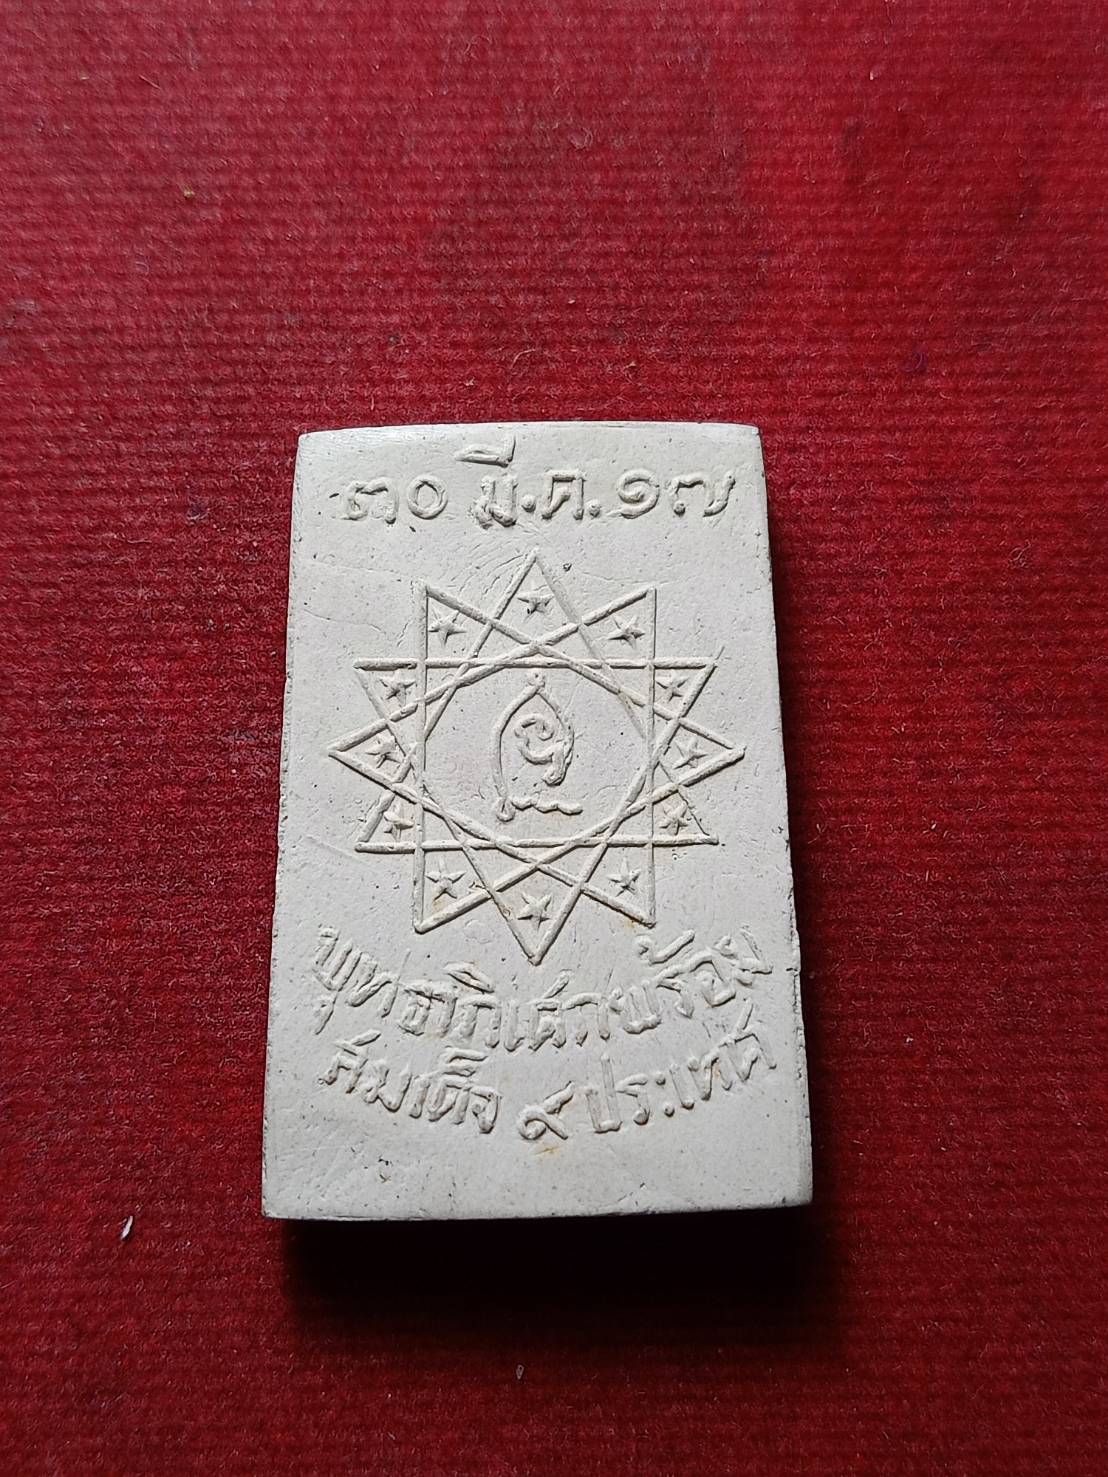 ๓๐ มี.ค.๑๗
พุทธาภิเศกพร้อม
สมเด็จ ๙ ประเทศ